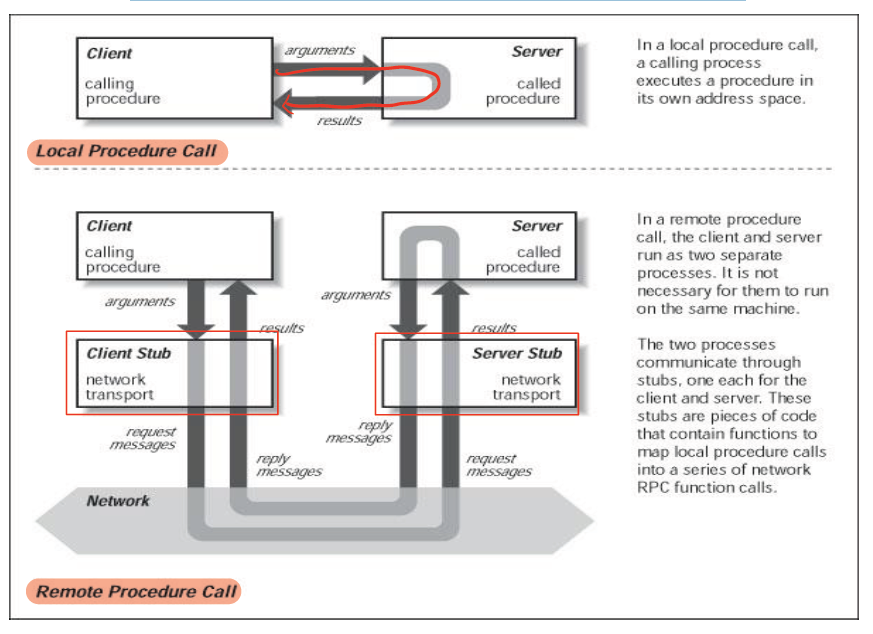 Client
calling
procedure
arguments
results
Server
called
procedure
In a local procedure call,
a calling process
executes a procedure in
its own address space.
Local Procedure Call
Client
calling
procedure
Server
called
procedure
arguments
results
arguments
results
In a remote procedure
call, the client and server
run as two separate
processes. It is not
necessary for them to run
on the same machine.
Client Stub
network
transport
Server Stub
network
transport
The two processes
communicate through
stubs, one each for the
client and server. These
stubs are pieces of code
that contain functions to
map local procedure calls
into a series of network
RPC function calls.
request
messages
reply
messages
reply
messages
request
messages
Network
Remote Procedure Call